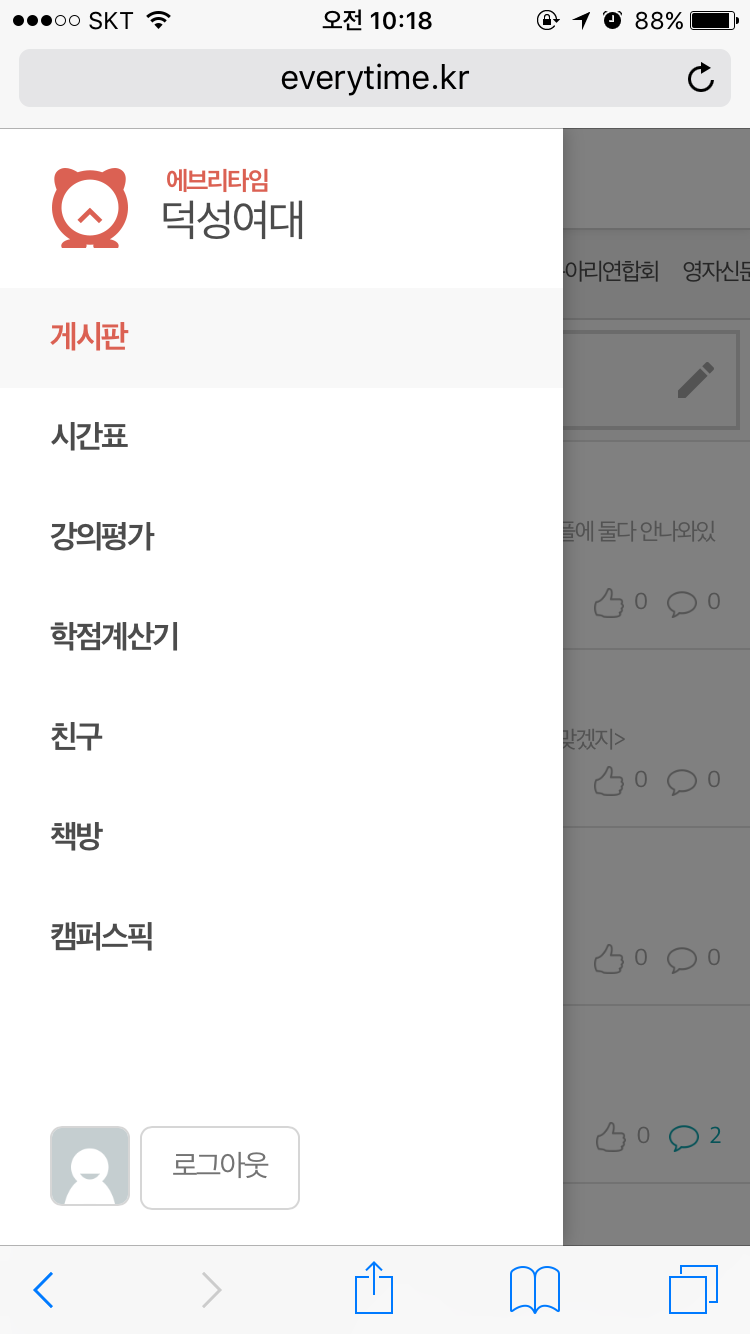 SKT 오전 10:18 88%
everytime.kr
에브리타임
덕성여대
아리연합회 영자신문
게시판
시간표
강의평가
플에 둘다 안나와있
0 0
학점계산기
친구
맞겠지>
0 0
책방
캠퍼스픽
0 0
0 2
로그아웃